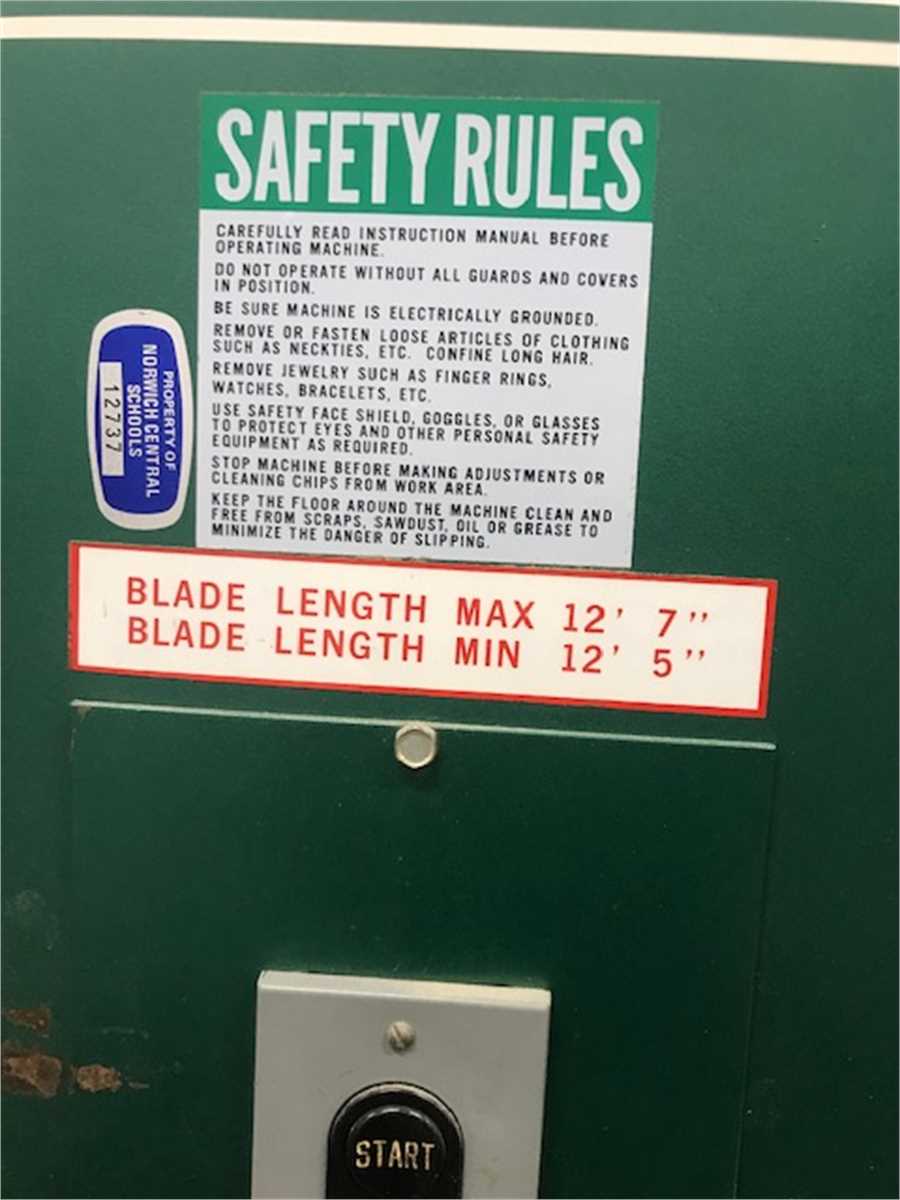 SAFETY RULES
CAREFULLY READ INSTRUCTION MANUAL BEFORE
OPERATING MACHINE.
DO NOT OPERATE WITHOUT ALL GUARDS AND COVERS
IN POSITION.
BE SURE MACHINE IS ELECTRICALLY GROUNDED.
REMOVE OR FASTEN LOOSE ARTICLES OF CLOTHING
SUCH AS NECKTIES, ETC. CONFINE LONG HAIR.
REMOVE JEWELRY SUCH AS FINGER RINGS,
WATCHES, BRACELETS, ETC.
USE SAFETY FACE SHIELD, GOGGLES, OR GLASSES
TO PROTECT EYES AND OTHER PERSONAL SAFETY
EQUIPMENT AS REQUIRED.
STOP MACHINE BEFORE MAKING ADJUSTMENTS OR
CLEANING CHIPS FROM WORK AREA.
KEEP THE FLOOR AROUND THE MACHINE CLEAN AND
FREE FROM SCRAPS, SAWDUST, OIL OR GREASE TO
MINIMIZE THE DANGER OF SLIPPING.
PROPERTY OF
NORWICH CENTRAL
SCHOOLS
12737
BLADE LENGTH MAX 12' 7"
BLADE LENGTH MIN 12' 5"
START